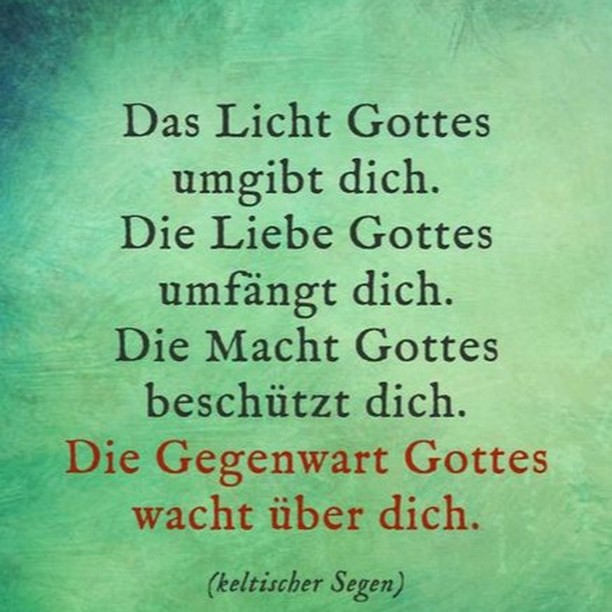 Das Licht Gottes
umgibt dich.
Die Liebe Gottes
umfängt dich.
Die Macht Gottes
beschützt dich.
Die Gegenwart Gottes
wacht über dich.
(keltischer Segen)